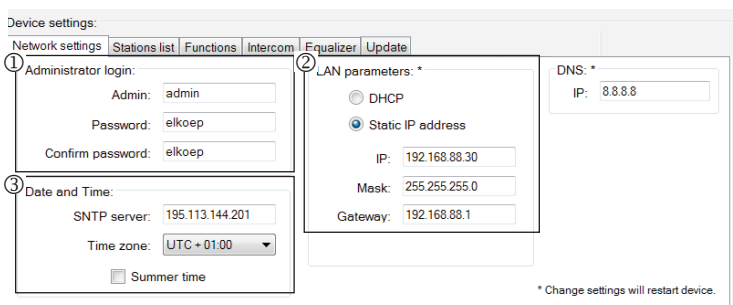 Device settings:
Network settings Stations list Functions Intercom Equalizer Update
① Administrator login:
Admin: admin
Password: elkoep
Confirm password: elkoep
② LAN parameters: *
DHCP
Static IP address
IP: 192.168.88.30
Mask: 255.255.255.0
Gateway: 192.168.88.1
DNS: *
IP: 8.8.8.8
③ Date and Time:
SNTP server: 195.113.144.201
Time zone: UTC + 01:00
Summer time
* Change settings will restart device.